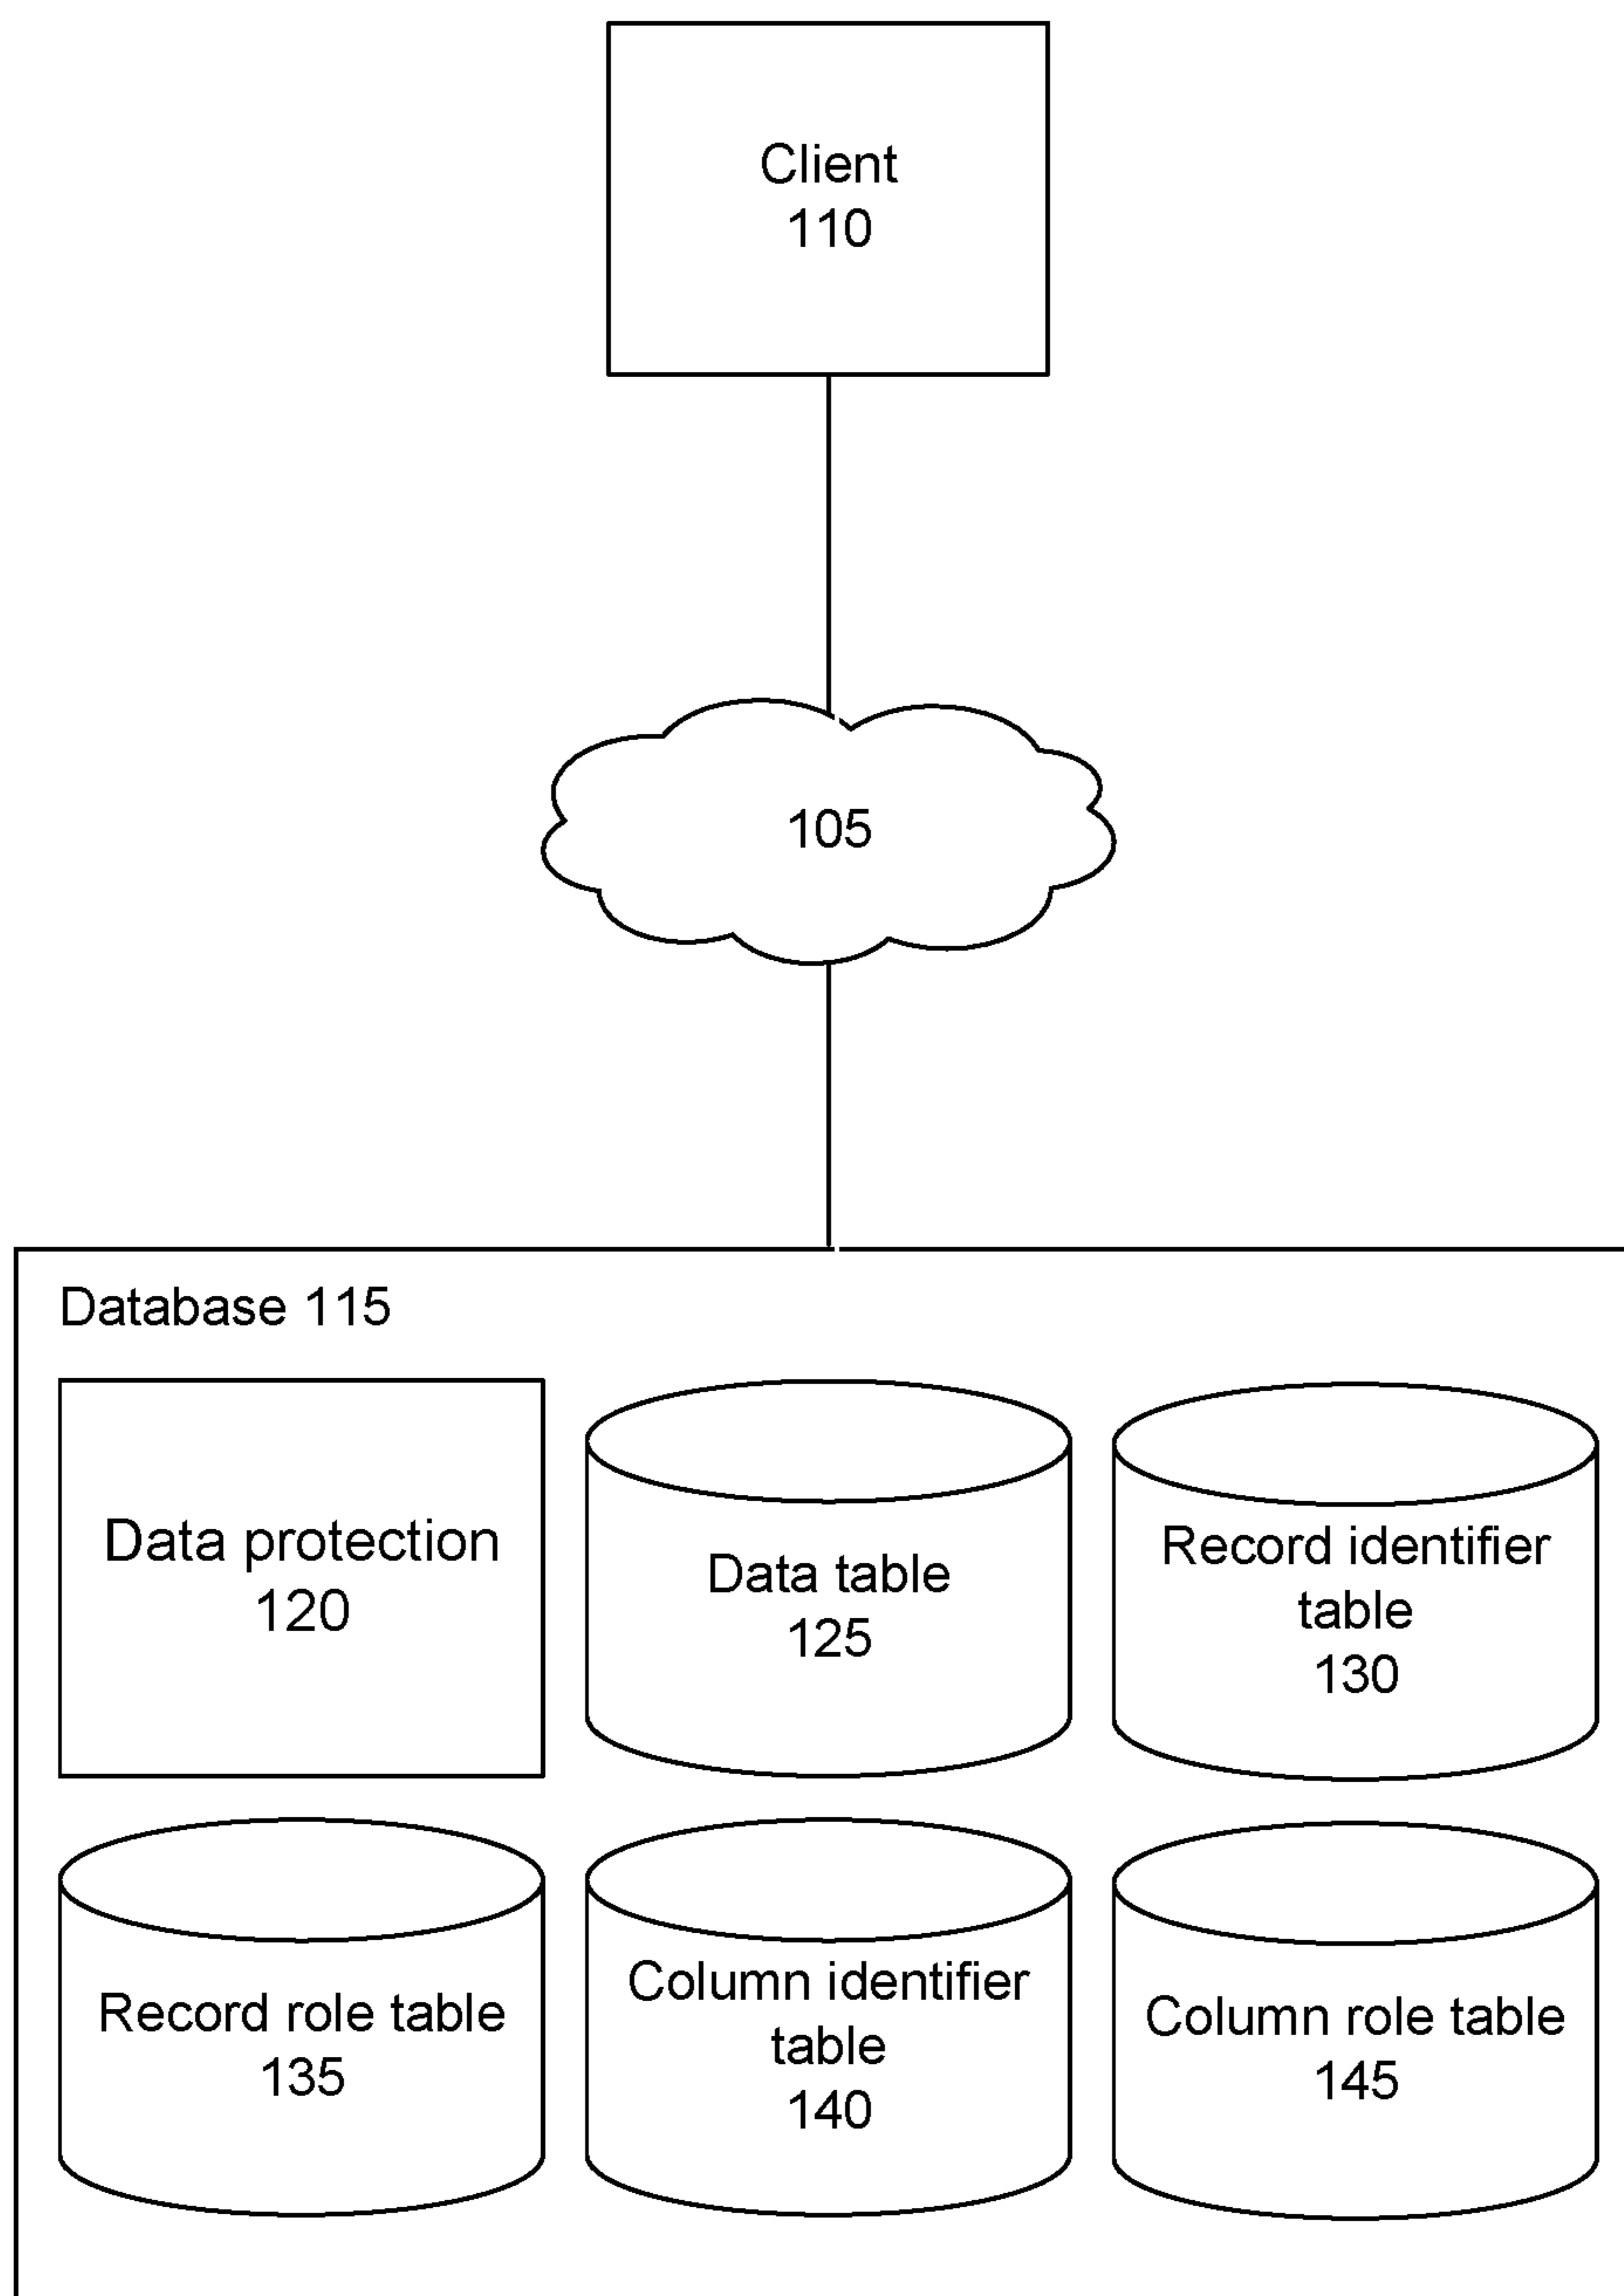 Client
110
105
Database 115
Data protection
120
Data table
125
Record identifier
table
130
Record role table
135
Column identifier
table
140
Column role table
145